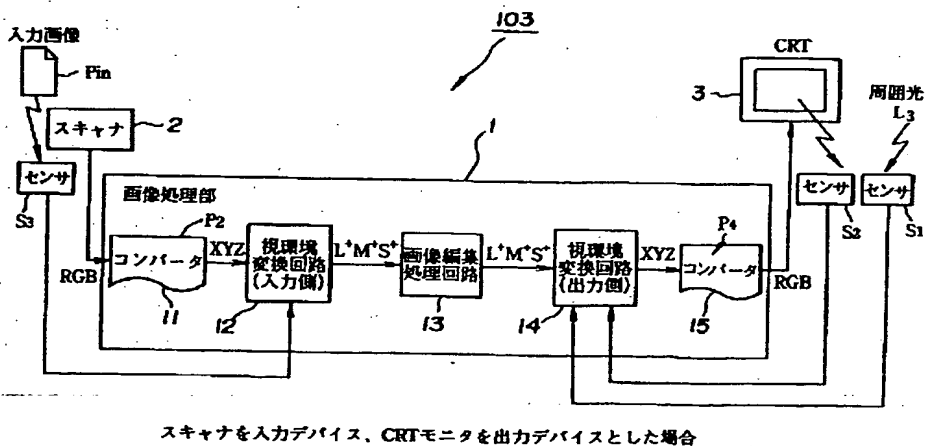 103
入力画像
Pin
スキャナ
2
センサ
S3
1
CRT
3
周囲光
L3
センサ
S2
センサ
S1
画像処理部
P2
コンバータ
11
RGB
XYZ
視環境
変換回路
(入力側)
12
L+M+S+
画像編集
処理回路
13
L+M+S+
視環境
変換回路
(出力側)
14
XYZ
P4
コンバータ
15
RGB
スキャナを入力デバイス、CRTモニタを出力デバイスとした場合